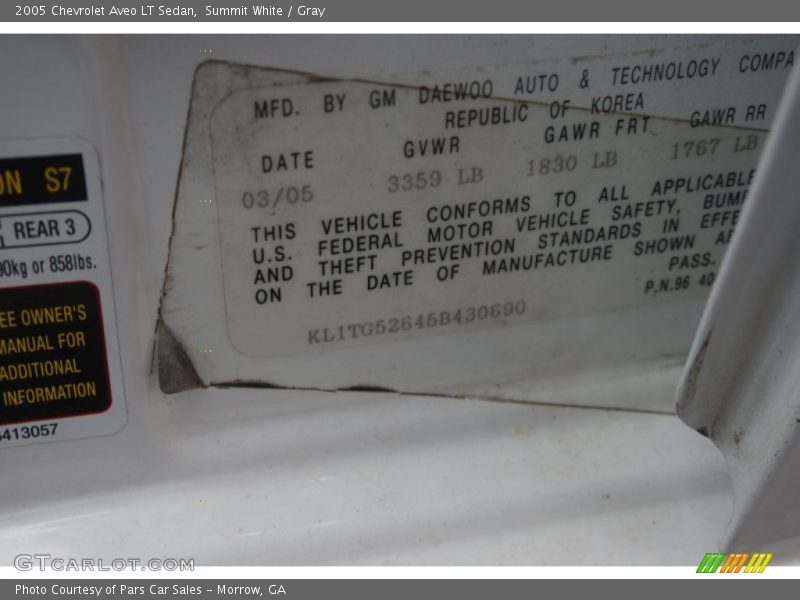 2005 Chevrolet Aveo LT Sedan, Summit White / Gray
MFD. BY GM DAEWOO AUTO & TECHNOLOGY COMPA
REPUBLIC OF KOREA
DATE GVWR GAWR FRT GAWR RR
03/05 3359 LB 1830 LB 1767 LB
THIS VEHICLE CONFORMS TO ALL APPLICABLE
U.S. FEDERAL MOTOR VEHICLE SAFETY, BUM
AND THEFT PREVENTION STANDARDS IN EFFE
ON THE DATE OF MANUFACTURE SHOWN A
PASS.
P.N.96 40
KL1TG52645B430690
ON S7
REAR 3
90kg or 858lbs.
EE OWNER'S
MANUAL FOR
ADDITIONAL
INFORMATION
413057
GTCARLOT.COM
Photo Courtesy of Pars Car Sales - Morrow, GA